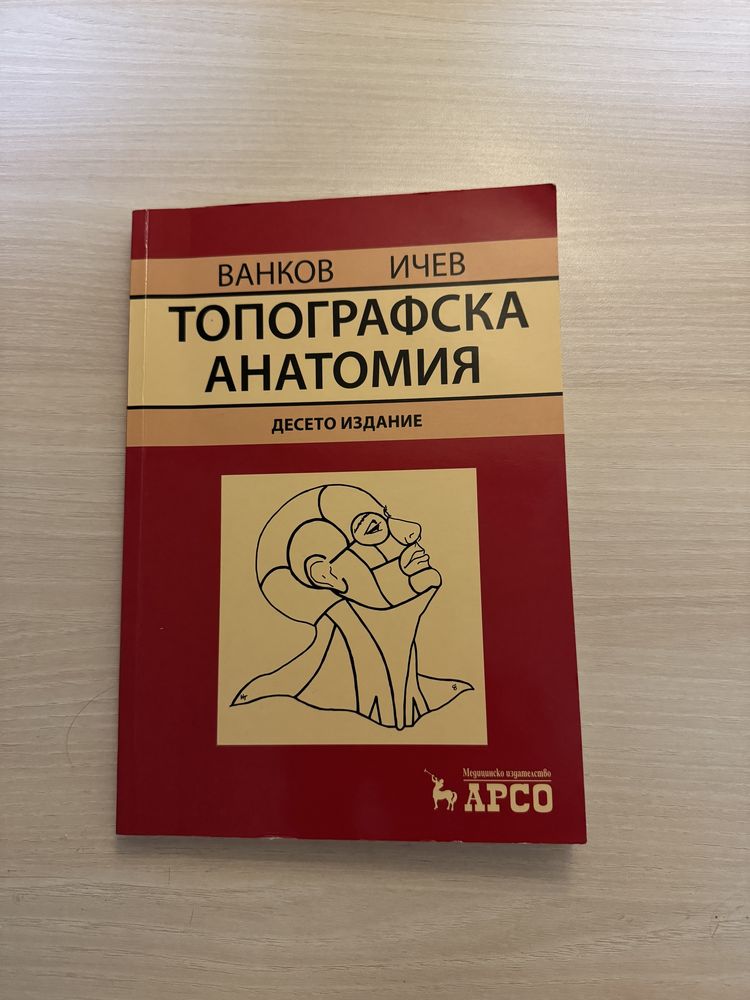 ВАНКОВ ИЧЕВ
ТОПОГРАФСКА
АНАТОМИЯ
ДЕСЕТО ИЗДАНИЕ
Медицинско издателство
АРСО